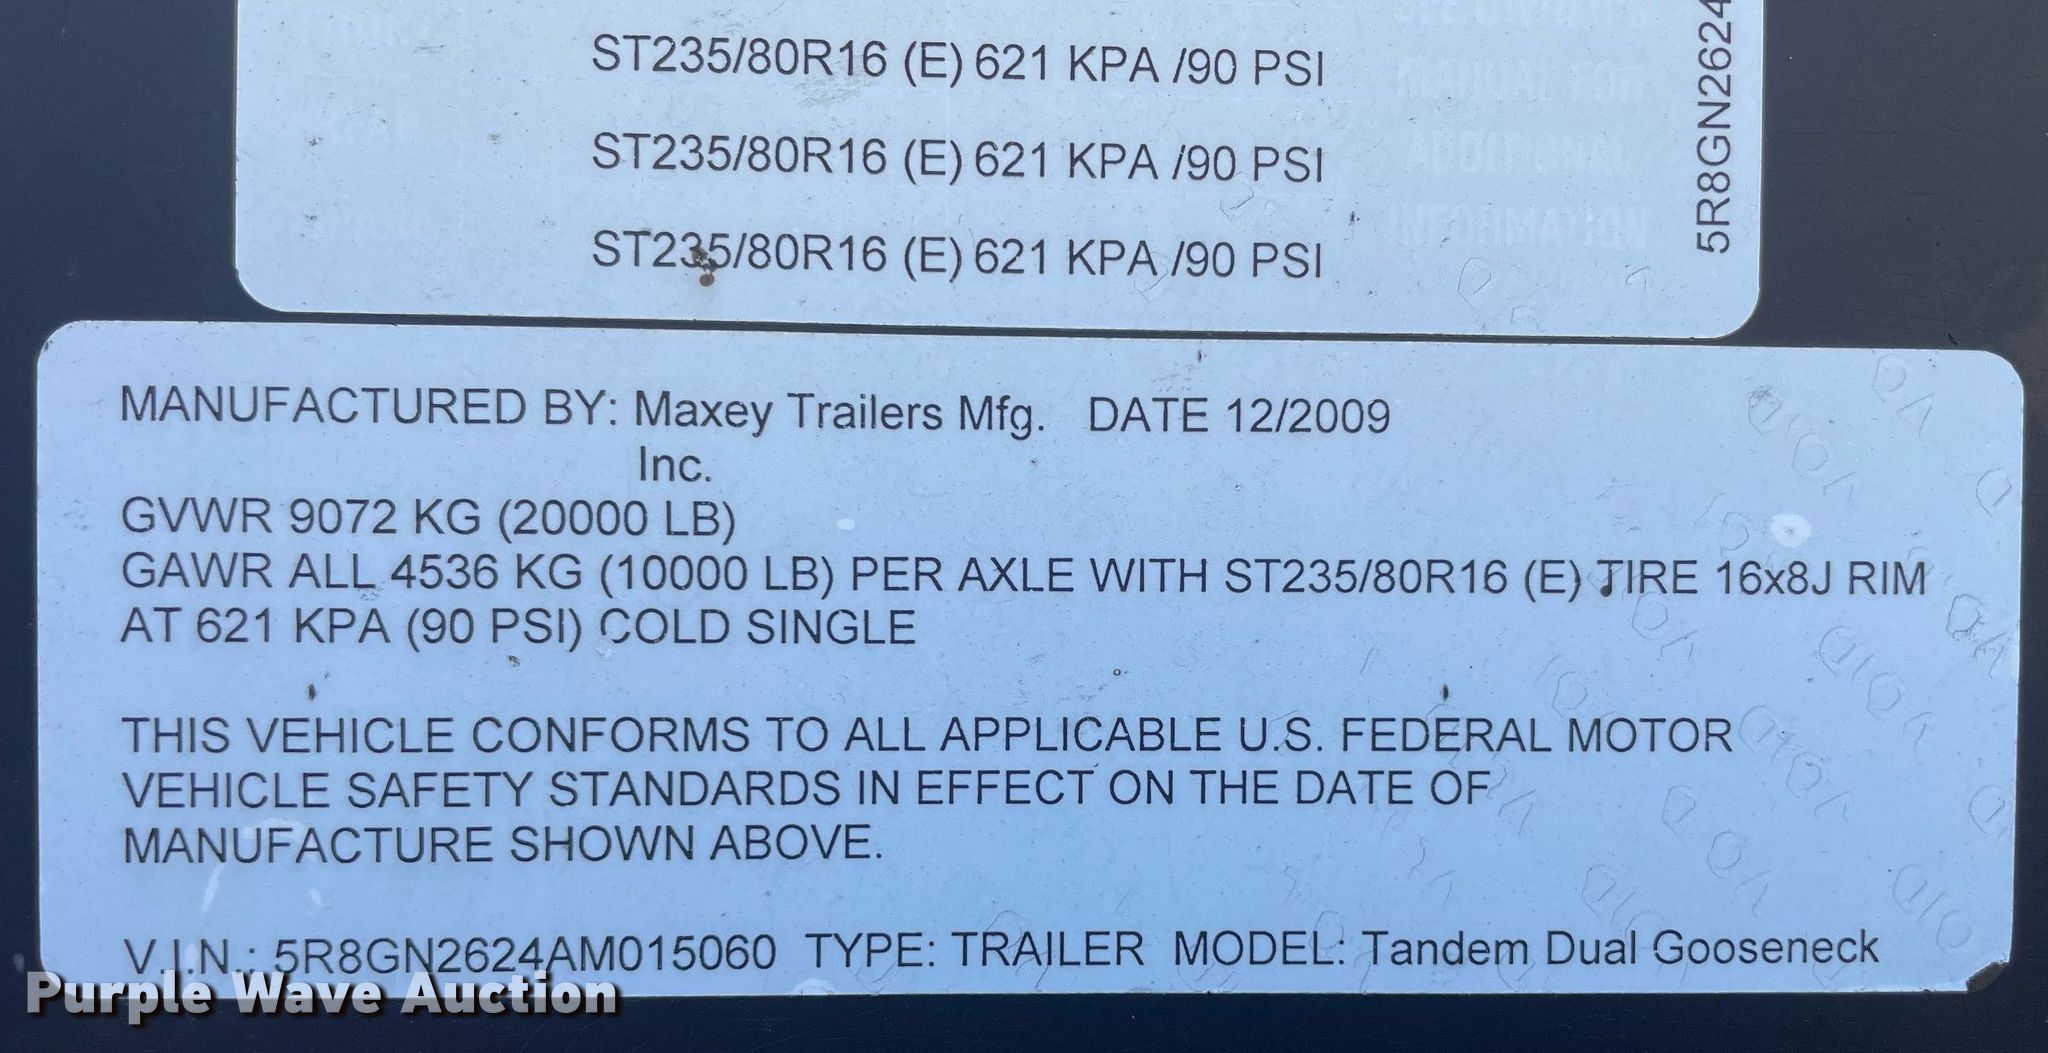 ST235/80R16 (E) 621 KPA /90 PSI
ST235/80R16 (E) 621 KPA /90 PSI
ST235/80R16 (E) 621 KPA /90 PSI
5R8GN2624
MANUFACTURED BY: Maxey Trailers Mfg. DATE 12/2009
Inc.
GVWR 9072 KG (20000 LB)
GAWR ALL 4536 KG (10000 LB) PER AXLE WITH ST235/80R16 (E) TIRE 16x8J RIM
AT 621 KPA (90 PSI) COLD SINGLE
THIS VEHICLE CONFORMS TO ALL APPLICABLE U.S. FEDERAL MOTOR
VEHICLE SAFETY STANDARDS IN EFFECT ON THE DATE OF
MANUFACTURE SHOWN ABOVE.
V.I.N.: 5R8GN2624AM015060 TYPE: TRAILER MODEL: Tandem Dual Gooseneck
Purple Wave Auction